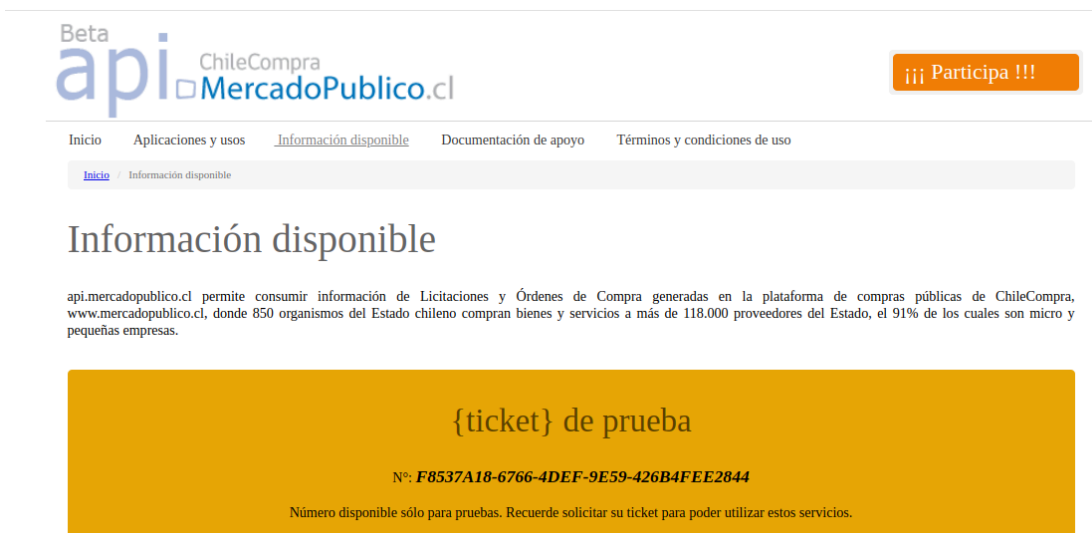 Beta
api ChileCompra
MercadoPublico.cl
¡¡¡ Participa !!!
Inicio Aplicaciones y usos Información disponible Documentación de apoyo Términos y condiciones de uso
Inicio / Información disponible
Información disponible
api.mercadopublico.cl permite consumir información de Licitaciones y Órdenes de Compra generadas en la plataforma de compras públicas de ChileCompra,
www.mercadopublico.cl, donde 850 organismos del Estado chileno compran bienes y servicios a más de 118.000 proveedores del Estado, el 91% de los cuales son micro y
pequeñas empresas.
{ticket} de prueba
N°: F8537A18-6766-4DEF-9E59-426B4FEE2844
Número disponible sólo para pruebas. Recuerde solicitar su ticket para poder utilizar estos servicios.